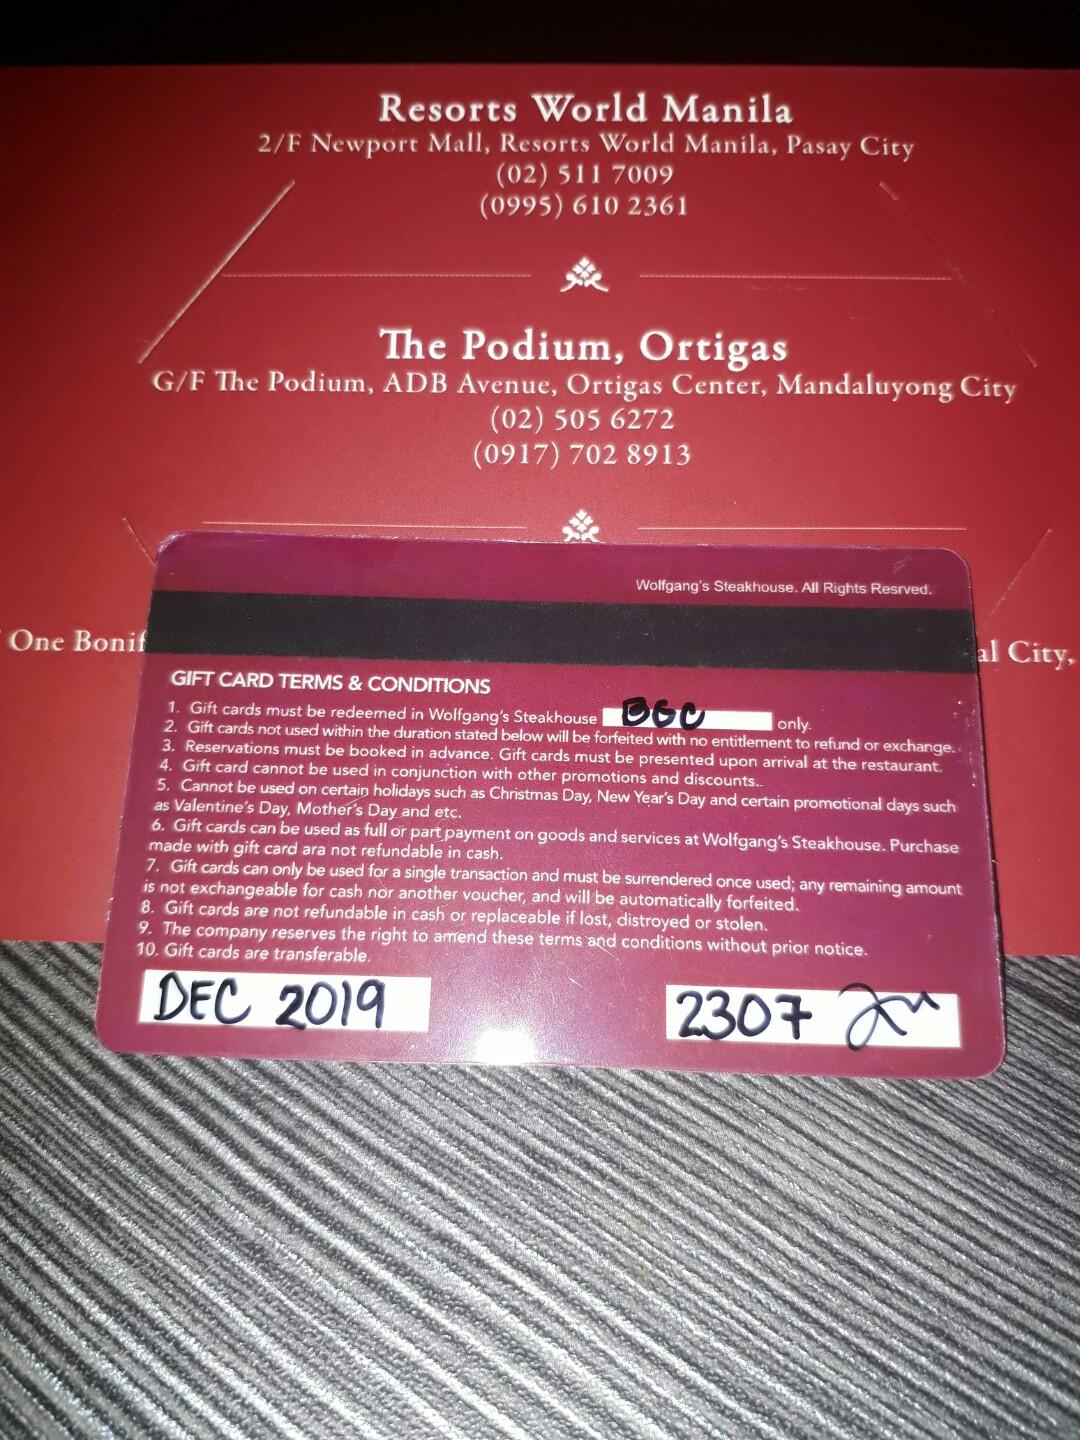 Resorts World Manila
2/F Newport Mall, Resorts World Manila, Pasay City
(02) 511 7009
(0995) 610 2361
The Podium, Ortigas
G/F The Podium, ADB Avenue, Ortigas Center, Mandaluyong City
(02) 505 6272
(0917) 702 8913
One Bonif
al City,
Wolfgang's Steakhouse. All Rights Resrved.
GIFT CARD TERMS & CONDITIONS
1. Gift cards must be redeemed in Wolfgang's Steakhouse BGC only.
2. Gift cards not used within the duration stated below will be forfeited with no entitlement to refund or exchange.
3. Reservations must be booked in advance. Gift cards must be presented upon arrival at the restaurant.
4. Gift card cannot be used in conjunction with other promotions and discounts..
5. Cannot be used on certain holidays such as Christmas Day, New Year's Day and certain promotional days such
as Valentine's Day, Mother's Day and etc.
6. Gift cards can be used as full or part payment on goods and services at Wolfgang's Steakhouse. Purchase
made with gift card ara not refundable in cash.
7. Gift cards can only be used for a single transaction and must be surrendered once used; any remaining amount
is not exchangeable for cash nor another voucher, and will be automatically forfeited.
8. Gift cards are not refundable in cash or replaceable if lost, distroyed or stolen.
9. The company reserves the right to amend these terms and conditions without prior notice.
10. Gift cards are transferable.
DEC 2019
2307